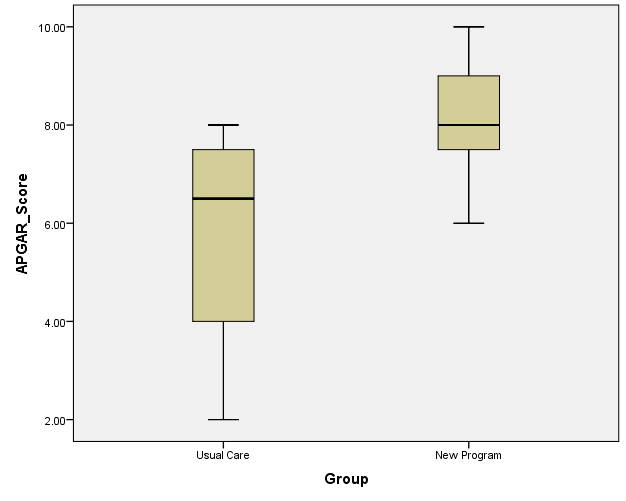 10.00
8.00
6.00
4.00
2.00
APGAR_Score
Usual Care
New Program
Group